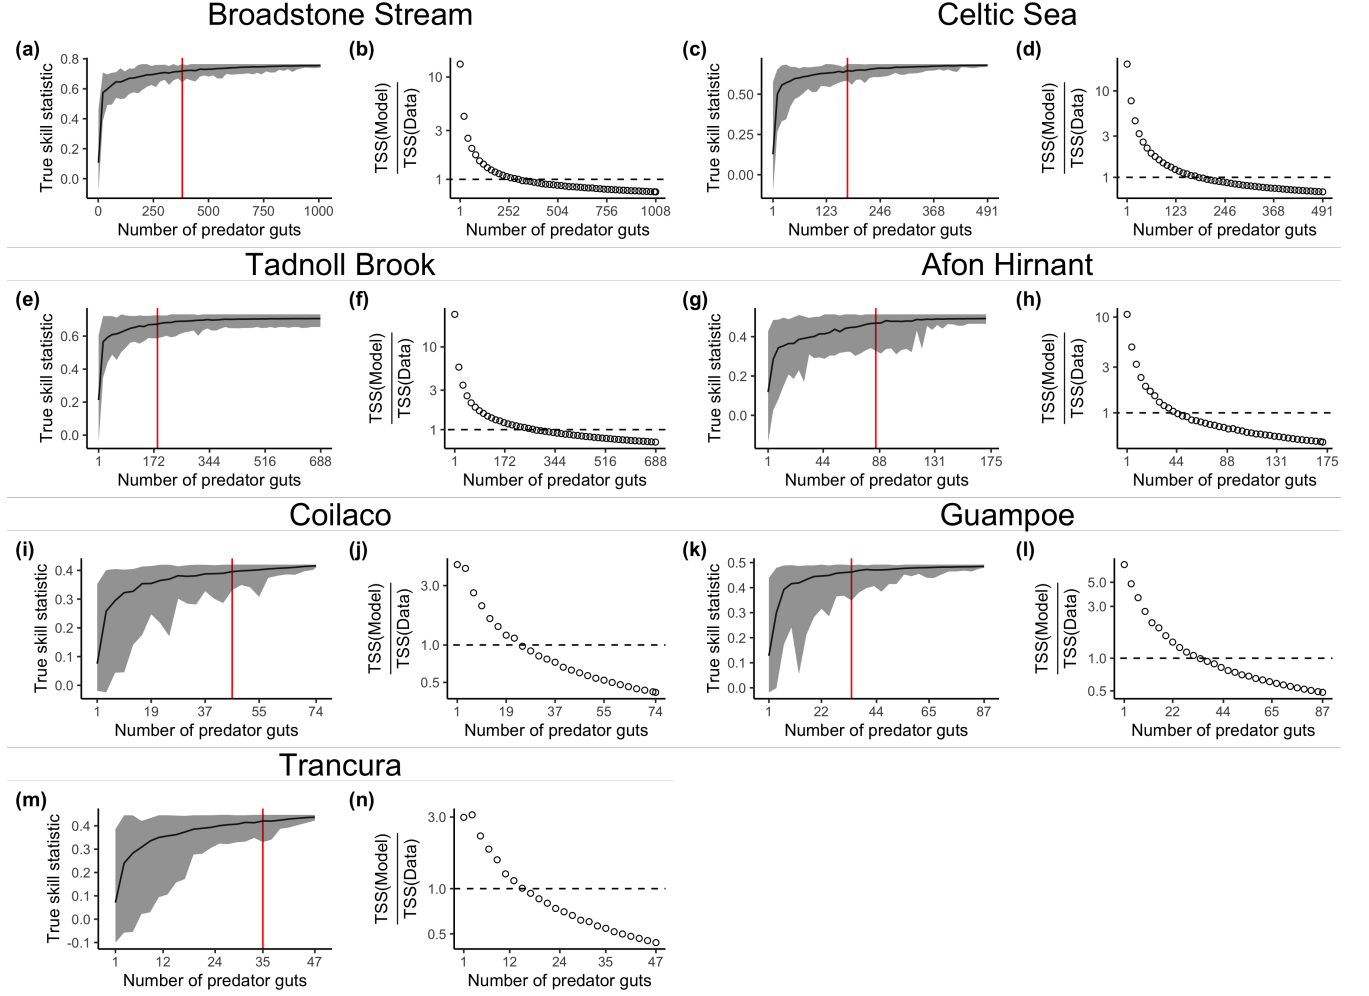 Broadstone Stream
Celtic Sea
(a)
True skill statistic
0.8
0.6
0.4
0.2
0.0
0 250 500 750 1000
Number of predator guts
(b)
TSS(Model)
TSS(Data)
10
3
1
1 252 504 756 1008
Number of predator guts
(c)
True skill statistic
0.50
0.25
0.00
1 123 246 368 491
Number of predator guts
(d)
TSS(Model)
TSS(Data)
10
3
1
1 123 246 368 491
Number of predator guts
Tadnoll Brook
Afon Hirnant
(e)
True skill statistic
0.6
0.4
0.2
0.0
1 172 344 516 688
Number of predator guts
(f)
TSS(Model)
TSS(Data)
10
3
1
1 172 344 516 688
Number of predator guts
(g)
True skill statistic
0.4
0.2
0.0
1 44 88 131 175
Number of predator guts
(h)
TSS(Model)
TSS(Data)
10
3
1
1 44 88 131 175
Number of predator guts
Coilaco
Guampoe
(i)
True skill statistic
0.4
0.3
0.2
0.1
0.0
1 19 37 55 74
Number of predator guts
(j)
TSS(Model)
TSS(Data)
3.0
1.0
0.5
1 19 37 55 74
Number of predator guts
(k)
True skill statistic
0.5
0.4
0.3
0.2
0.1
0.0
1 22 44 65 87
Number of predator guts
(l)
TSS(Model)
TSS(Data)
5.0
3.0
1.0
0.5
1 22 44 65 87
Number of predator guts
Trancura
(m)
True skill statistic
0.4
0.3
0.2
0.1
0.0
-0.1
1 12 24 35 47
Number of predator guts
(n)
TSS(Model)
TSS(Data)
3.0
1.0
0.5
1 12 24 35 47
Number of predator guts